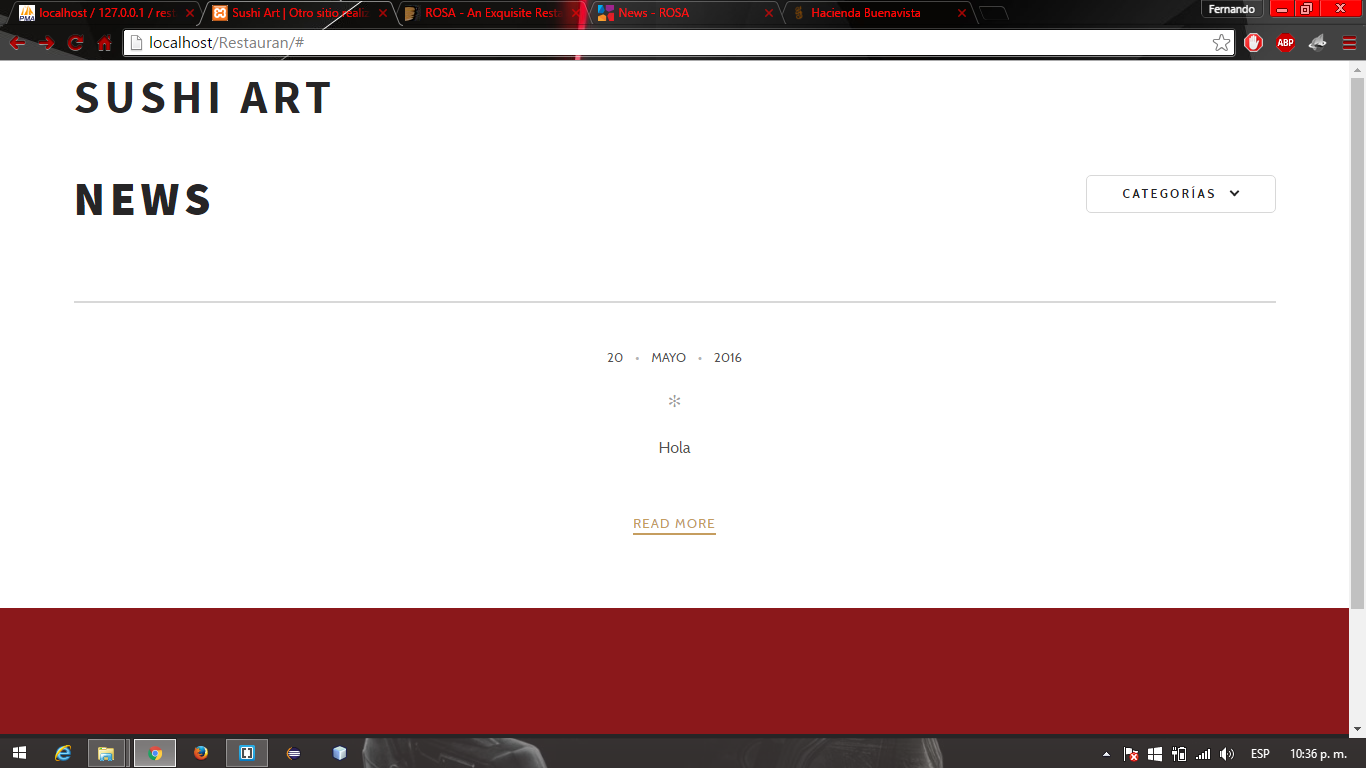 localhost / 127.0.0.1 / rest
Sushi Art | Otro sitio realiz
ROSA - An Exquisite Resta
News - ROSA
Hacienda Buenavista
Fernando
localhost/Restauran/#
ABP
SUSHI ART
NEWS
CATEGORÍAS
20 • MAYO • 2016
Hola
READ MORE
ESP
10:36 p. m.